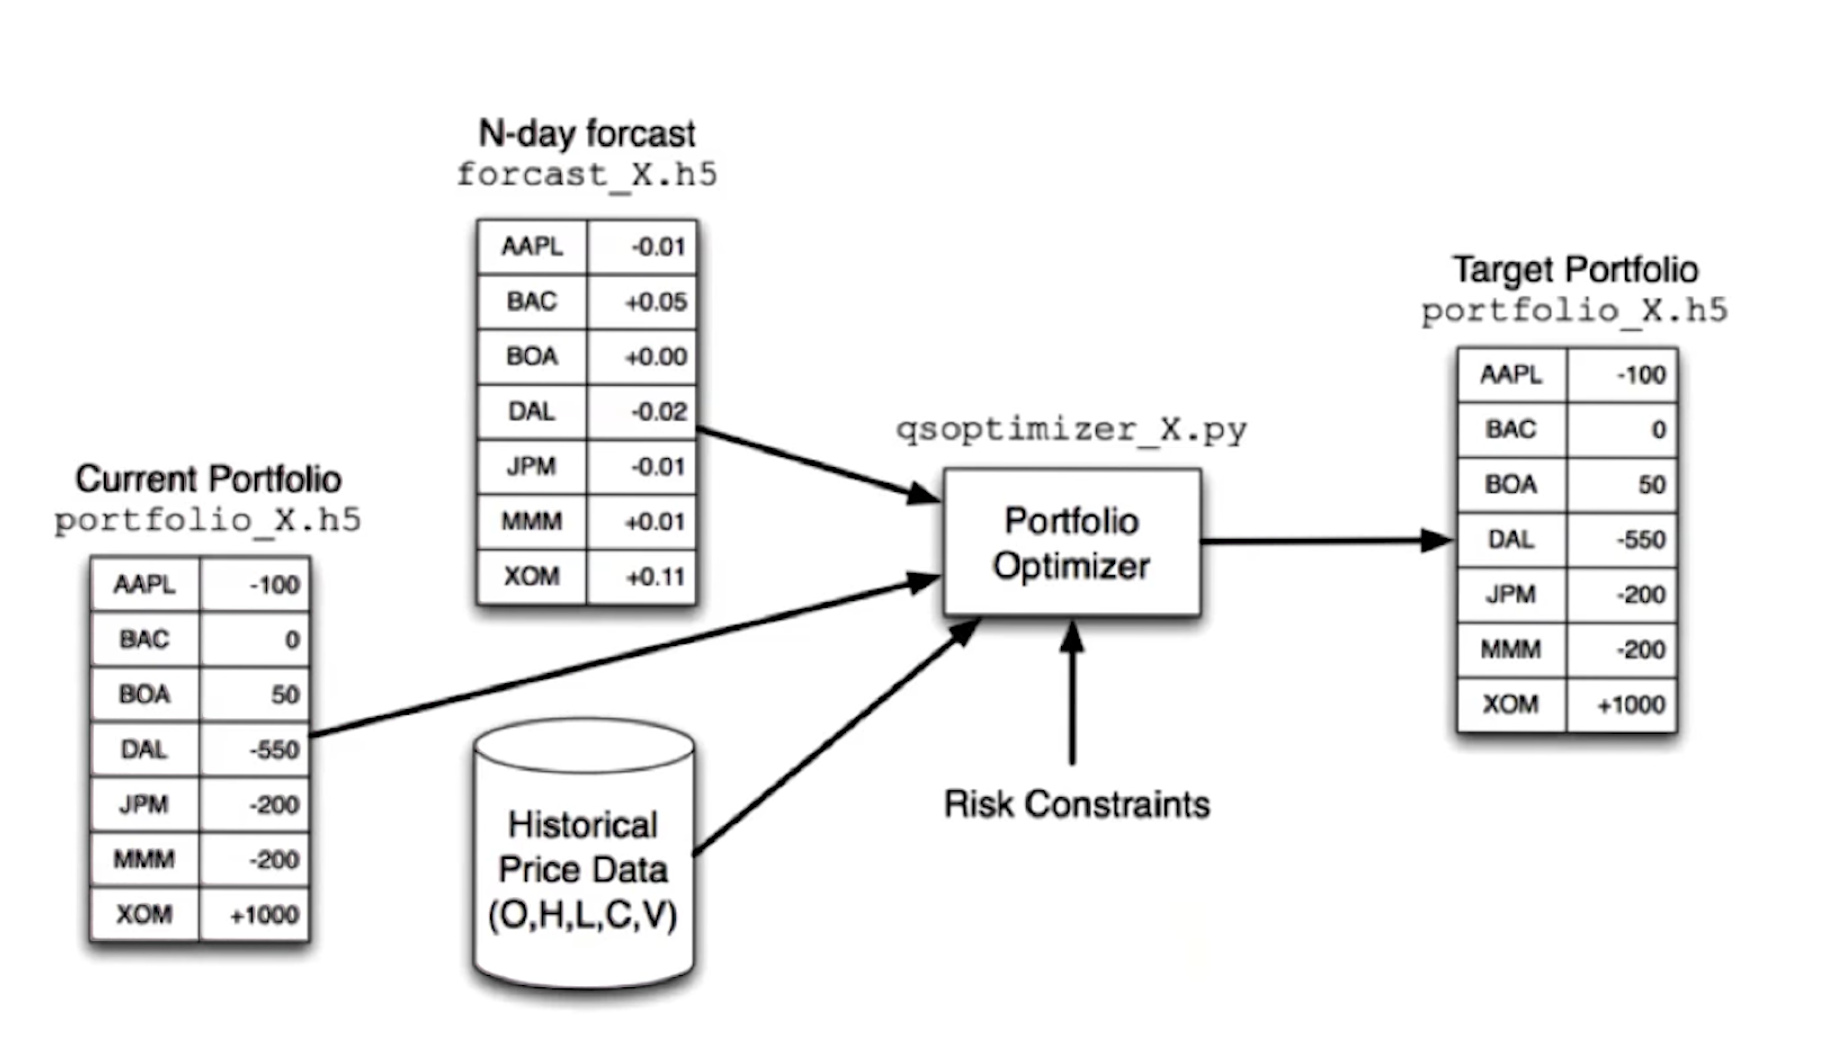 N-day forcast
forcast_X.h5
AAPL -0.01
BAC +0.05
BOA +0.00
DAL -0.02
JPM -0.01
MMM +0.01
XOM +0.11
Current Portfolio
portfolio_X.h5
AAPL -100
BAC 0
BOA 50
DAL -550
JPM -200
MMM -200
XOM +1000
Historical
Price Data
(O,H,L,C,V)
qsoptimizer_X.py
Portfolio
Optimizer
Risk Constraints
Target Portfolio
portfolio_X.h5
AAPL -100
BAC 0
BOA 50
DAL -550
JPM -200
MMM -200
XOM +1000